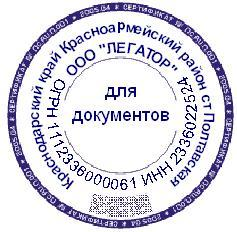 Краснодарский край Красноармейский район ст Полтавская
ООО "ЛЕГАТОР"
ОГРН 1112336000061 ИНН 2336022524
для
документов